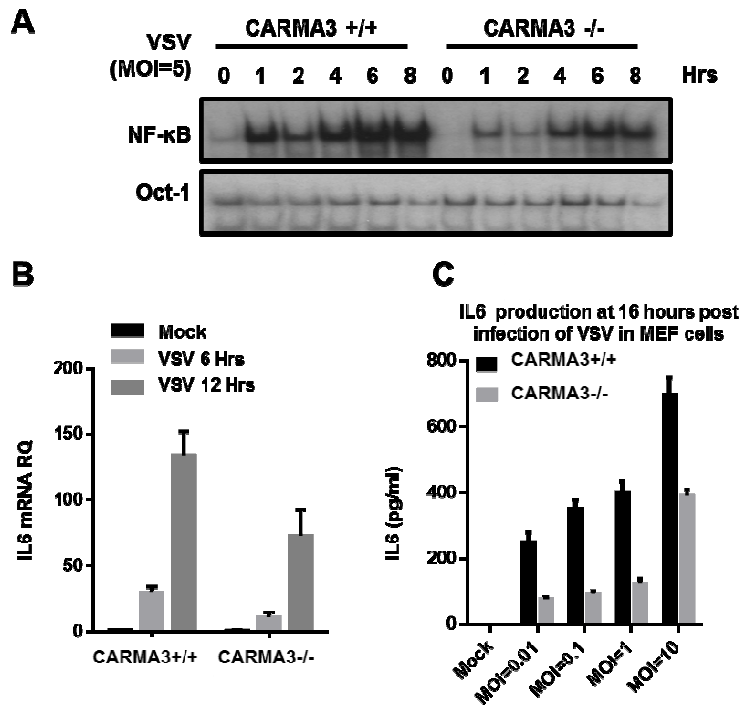 A
VSV
(MOI=5)
CARMA3 +/+ CARMA3 -/-
0 1 2 4 6 8 0 1 2 4 6 8 Hrs
NF-κB
Oct-1
B
Mock
VSV 6 Hrs
VSV 12 Hrs
200
150
100
50
0
IL6 mRNA RQ
CARMA3+/+ CARMA3-/-
C
IL6 production at 16 hours post
infection of VSV in MEF cells
CARMA3+/+
CARMA3-/-
800
600
400
200
0
IL6 (pg/ml)
Mock
MOI=0.01
MOI=0.1
MOI=1
MOI=10